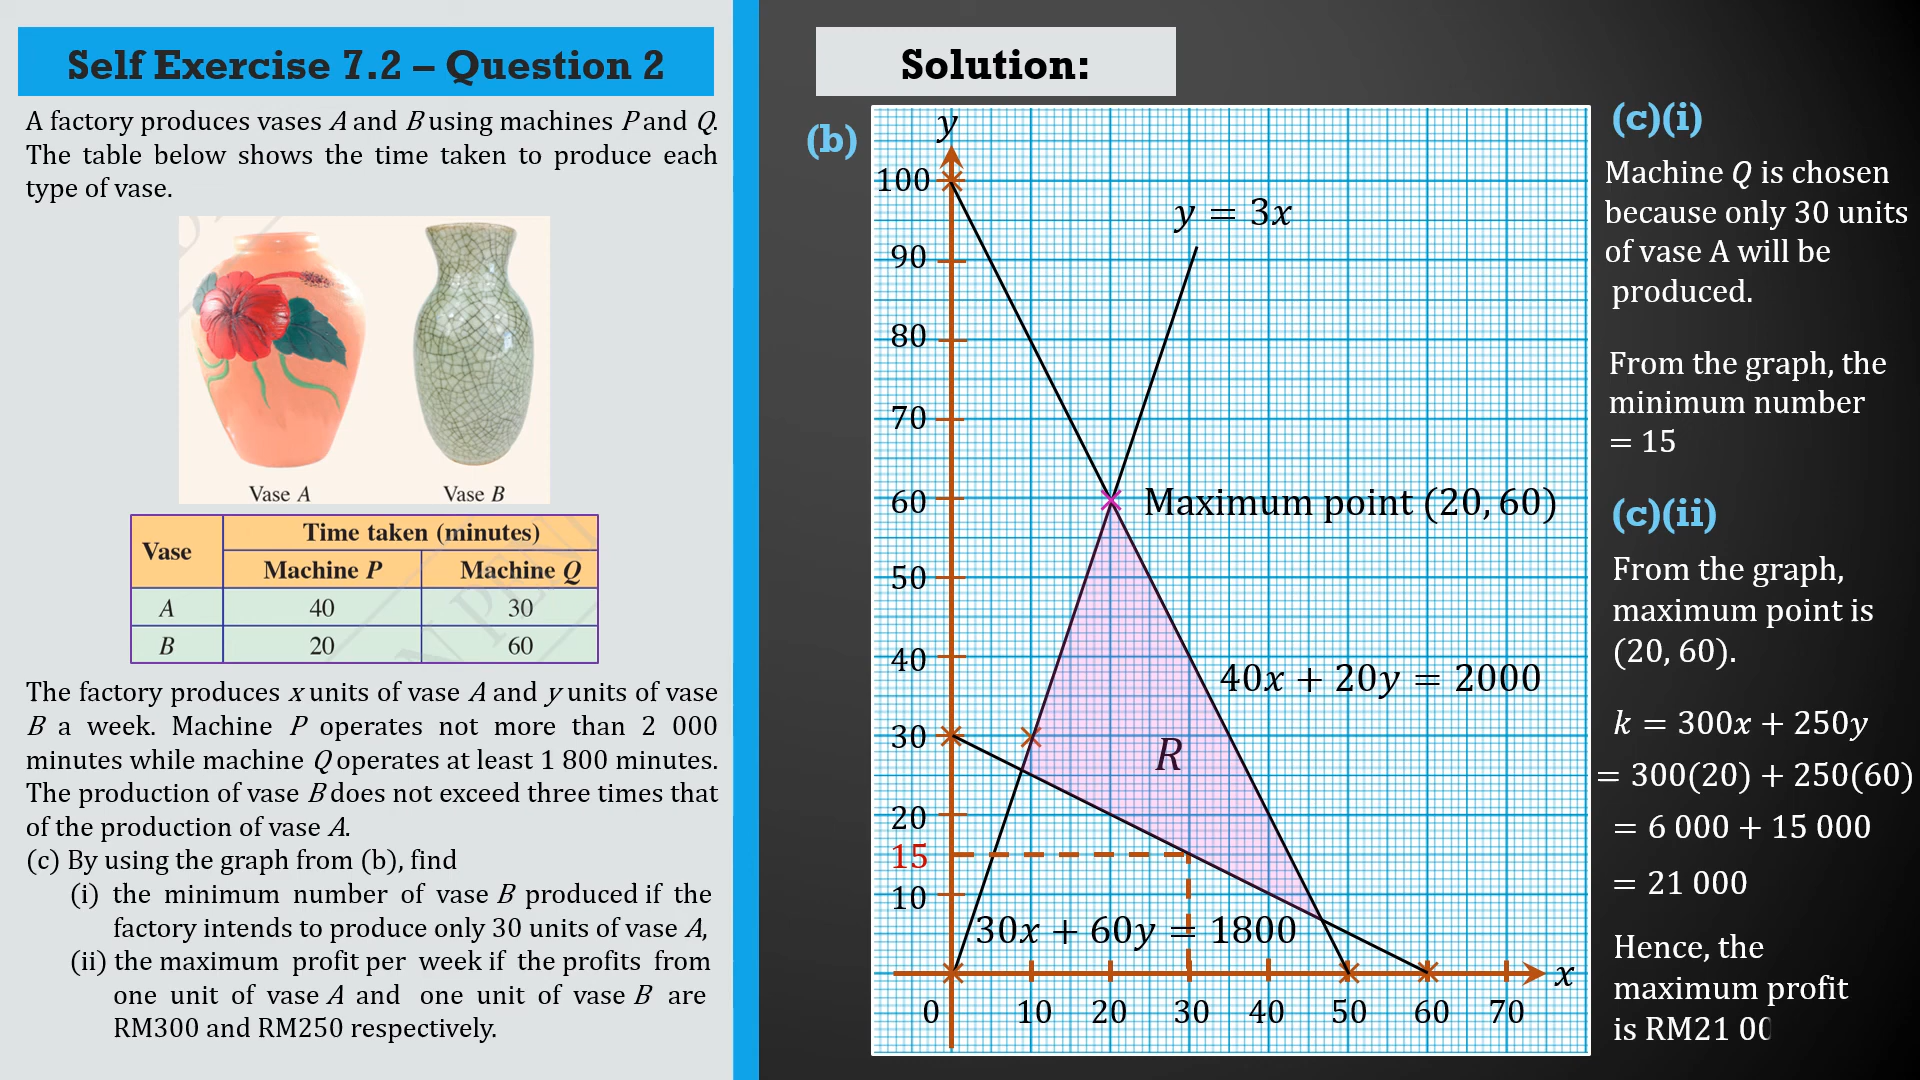 Self Exercise 7.2 – Question 2
A factory produces vases A and B using machines P and Q.
The table below shows the time taken to produce each
type of vase.
Vase A
Vase B
Vase
Time taken (minutes)
Machine P
Machine Q
A
40
30
B
20
60
The factory produces x units of vase A and y units of vase
B a week. Machine P operates not more than 2 000
minutes while machine Q operates at least 1 800 minutes.
The production of vase B does not exceed three times that
of the production of vase A.
(c) By using the graph from (b), find
(i) the minimum number of vase B produced if the
factory intends to produce only 30 units of vase A,
(ii) the maximum profit per week if the profits from
one unit of vase A and one unit of vase B are
RM300 and RM250 respectively.
Solution:
(b)
y
100
90
80
70
60
50
40
30
20
15
10
y = 3x
Maximum point (20, 60)
40x + 20y = 2000
R
30x + 60y = 1800
x
0
10
20
30
40
50
60
70
(c)(i)
Machine Q is chosen
because only 30 units
of vase A will be
produced.
From the graph, the
minimum number
= 15
(c)(ii)
From the graph,
maximum point is
(20, 60).
k = 300x + 250y
= 300(20) + 250(60)
= 6 000 + 15 000
= 21 000
Hence, the
maximum profit
is RM21 00